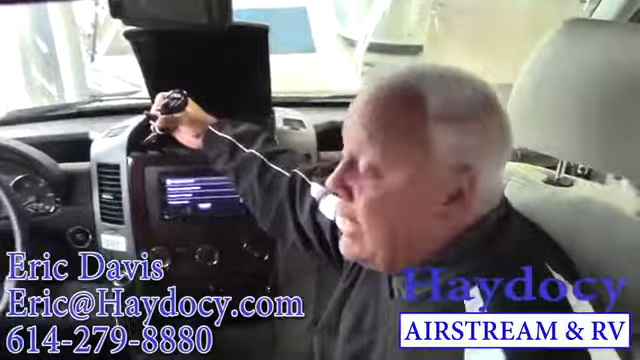 Eric Davis
Eric@Haydocy.com
614-279-8880
Haydocy
AIRSTREAM & RV